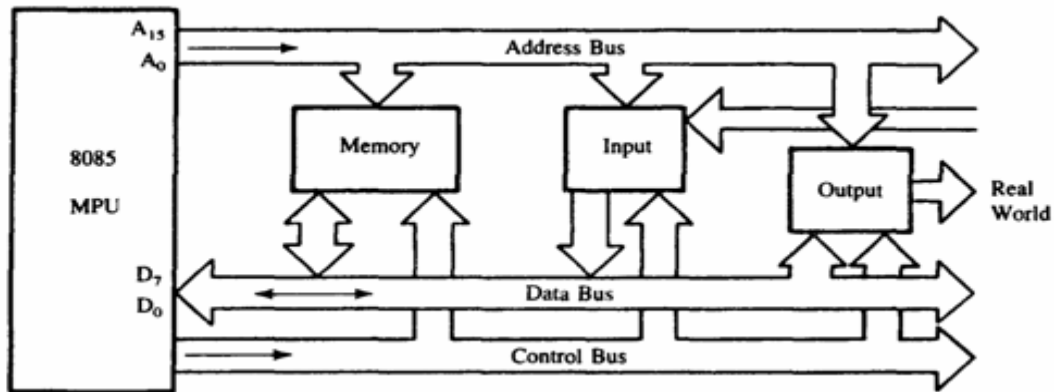 A15
Address Bus
A0
Memory
Input
8085
MPU
Output
Real
World
D7
Data Bus
D0
Control Bus